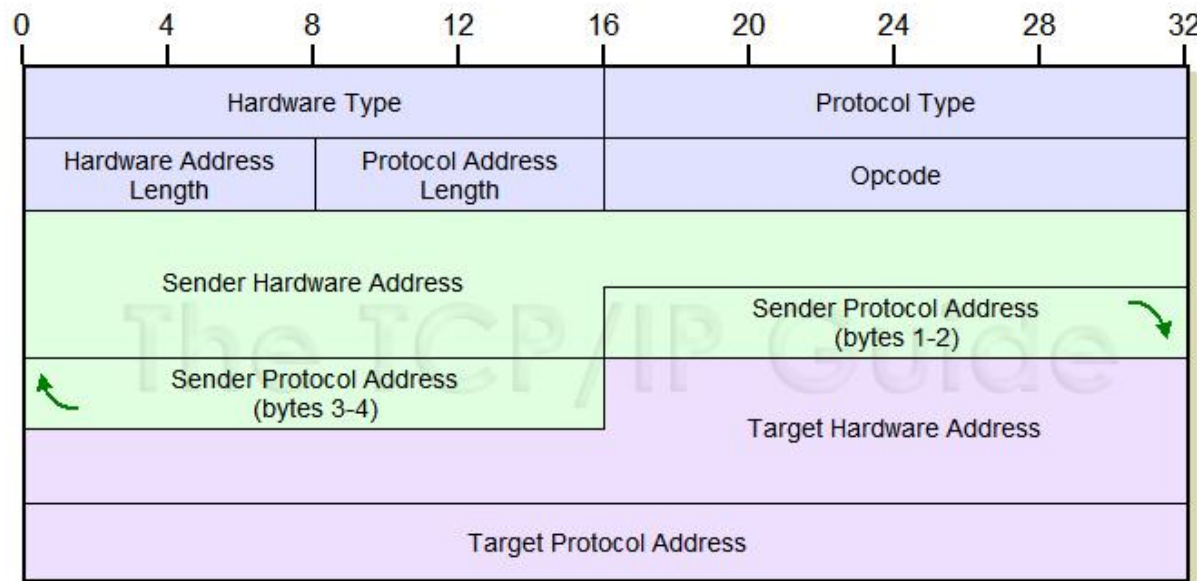 0 4 8 12 16 20 24 28 32
Hardware Type
Protocol Type
Hardware Address
Length
Protocol Address
Length
Opcode
Sender Hardware Address
Sender Protocol Address
(bytes 1-2)
The TCP/IP Guide
Sender Protocol Address
(bytes 3-4)
Target Hardware Address
Target Protocol Address